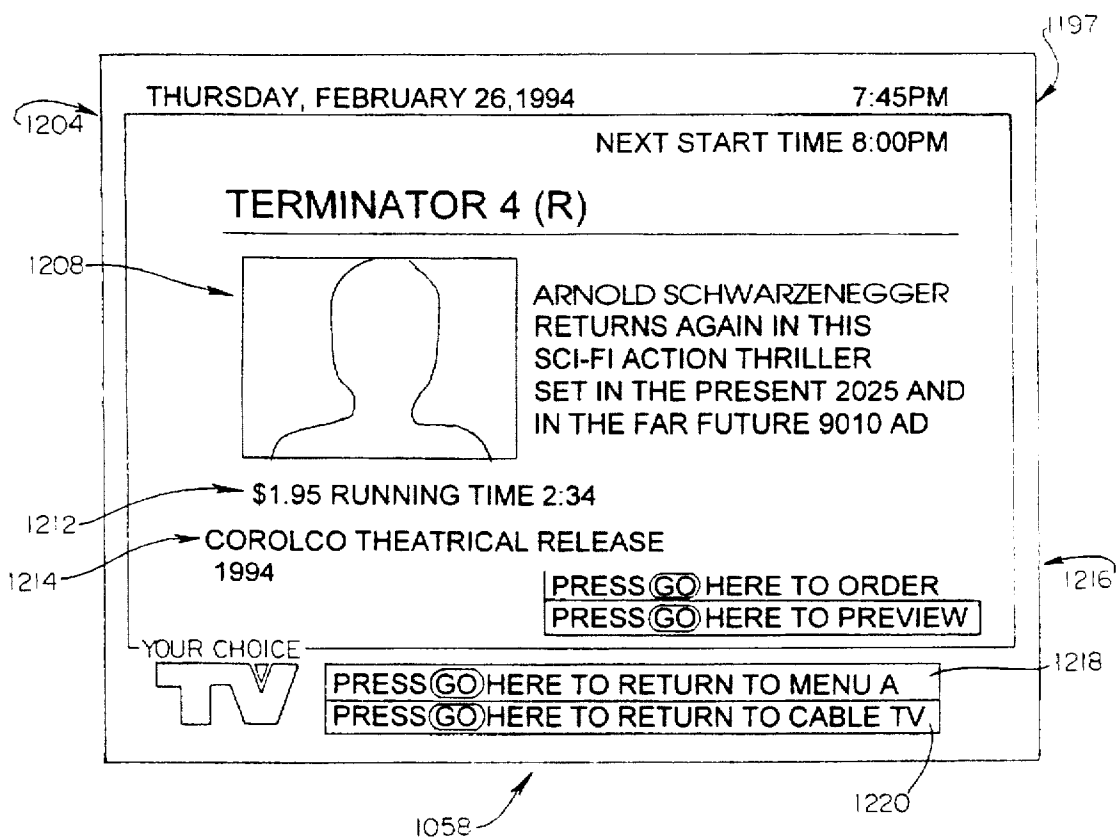 1197
THURSDAY, FEBRUARY 26,1994 7:45PM
1204
NEXT START TIME 8:00PM
TERMINATOR 4 (R)
1208
ARNOLD SCHWARZENEGGER
RETURNS AGAIN IN THIS
SCI-FI ACTION THRILLER
SET IN THE PRESENT 2025 AND
IN THE FAR FUTURE 9010 AD
$1.95 RUNNING TIME 2:34
1212
COROLCO THEATRICAL RELEASE
1214
1994
1216
PRESS GO HERE TO ORDER
PRESS GO HERE TO PREVIEW
YOUR CHOICE
TV
1218
PRESS GO HERE TO RETURN TO MENU A
PRESS GO HERE TO RETURN TO CABLE TV
1220
1058